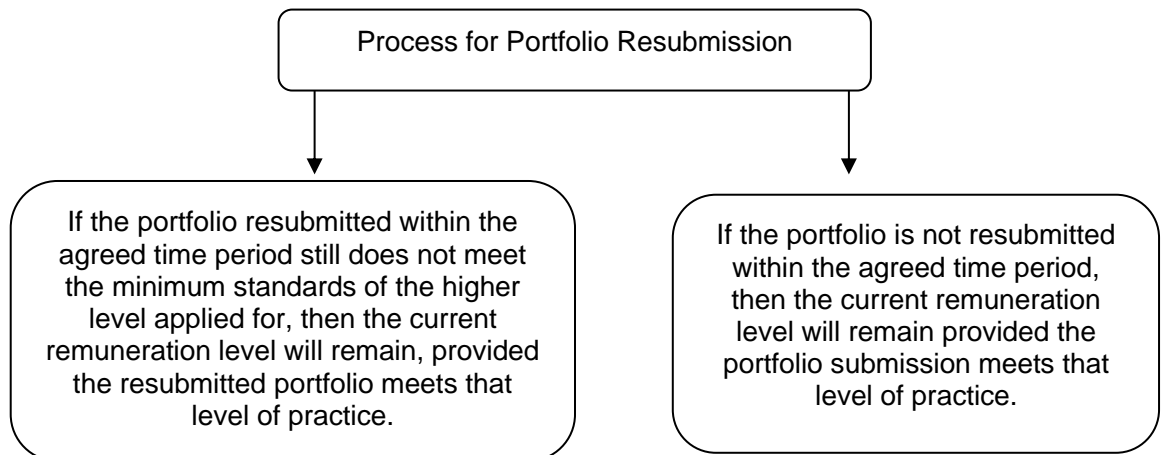 Process for Portfolio Resubmission
If the portfolio resubmitted within the
agreed time period still does not meet
the minimum standards of the higher
level applied for, then the current
remuneration level will remain, provided
the resubmitted portfolio meets that
level of practice.
If the portfolio is not resubmitted
within the agreed time period,
then the current remuneration
level will remain provided the
portfolio submission meets that
level of practice.